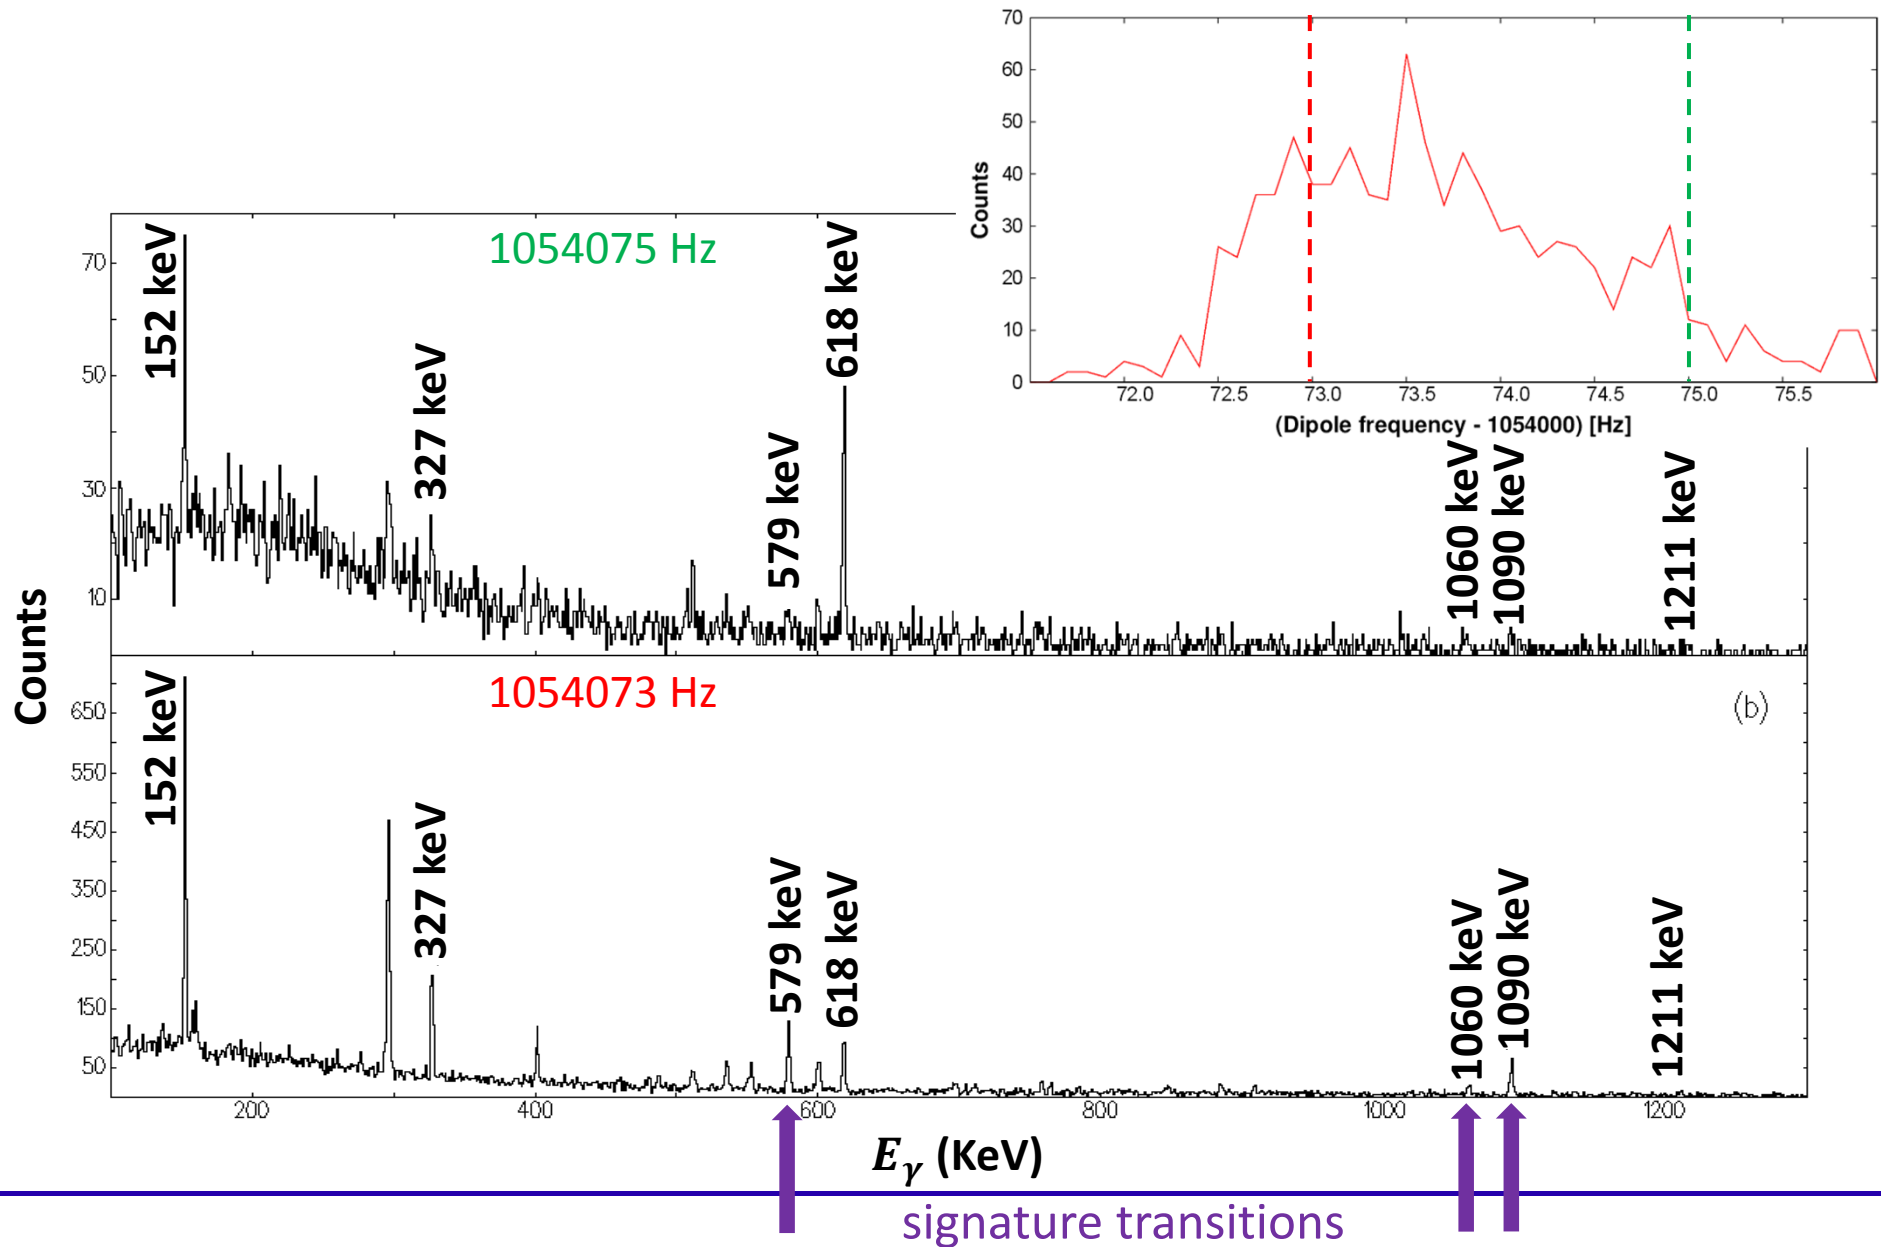 70
60
50
40
30
20
10
0
Counts
72.0 72.5 73.0 73.5 74.0 74.5 75.0 75.5
(Dipole frequency - 1054000) [Hz]
1054075 Hz
70
50
30
10
152 keV
327 keV
579 keV
618 keV
1060 keV
1090 keV
1211 keV
Counts
1054073 Hz
(b)
650
550
450
350
250
150
50
152 keV
327 keV
579 keV
618 keV
1060 keV
1090 keV
1211 keV
200 400 600 800 1000 1200
Eγ (KeV)
signature transitions